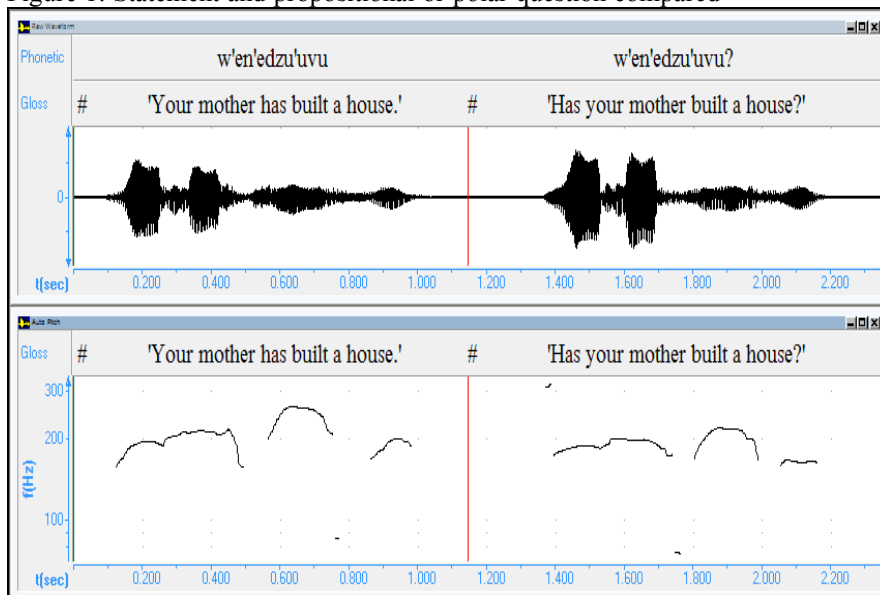 Figure 1. Statement and propositional or polar question compared
Raw Waveform
Phonetic w'en'edzu'uvu w'en'edzu'uvu?
Gloss # 'Your mother has built a house.' # 'Has your mother built a house?'
0
t(sec) 0.200 0.400 0.600 0.800 1.000 1.200 1.400 1.600 1.800 2.000 2.200
Auto Pitch
Gloss # 'Your mother has built a house.' # 'Has your mother built a house?'
300
200
f(Hz)
100
t(sec) 0.200 0.400 0.600 0.800 1.000 1.200 1.400 1.600 1.800 2.000 2.200